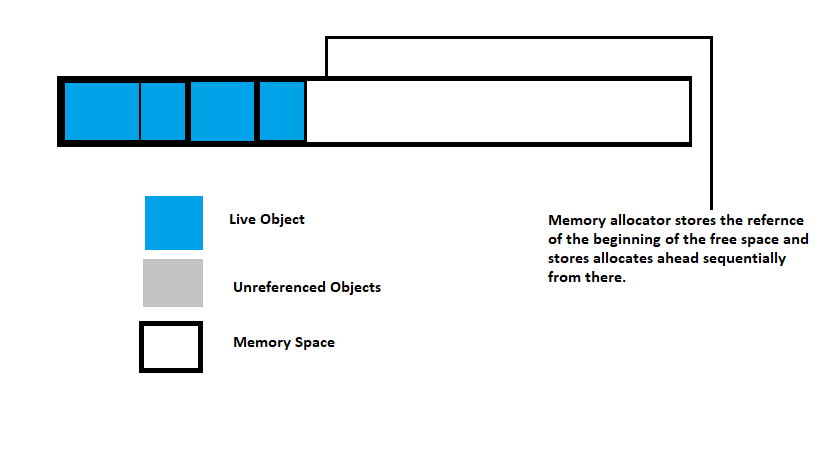 Live Object
Unreferenced Objects
Memory Space
Memory allocator stores the refernce
of the beginning of the free space and
stores allocates ahead sequentially
from there.